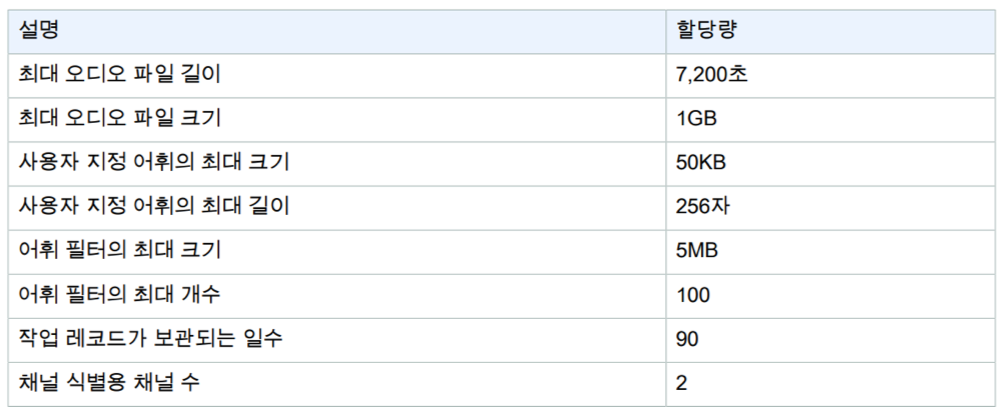 설명 할당량
최대 오디오 파일 길이 7,200초
최대 오디오 파일 크기 1GB
사용자 지정 어휘의 최대 크기 50KB
사용자 지정 어휘의 최대 길이 256자
어휘 필터의 최대 크기 5MB
어휘 필터의 최대 개수 100
작업 레코드가 보관되는 일수 90
채널 식별용 채널 수 2